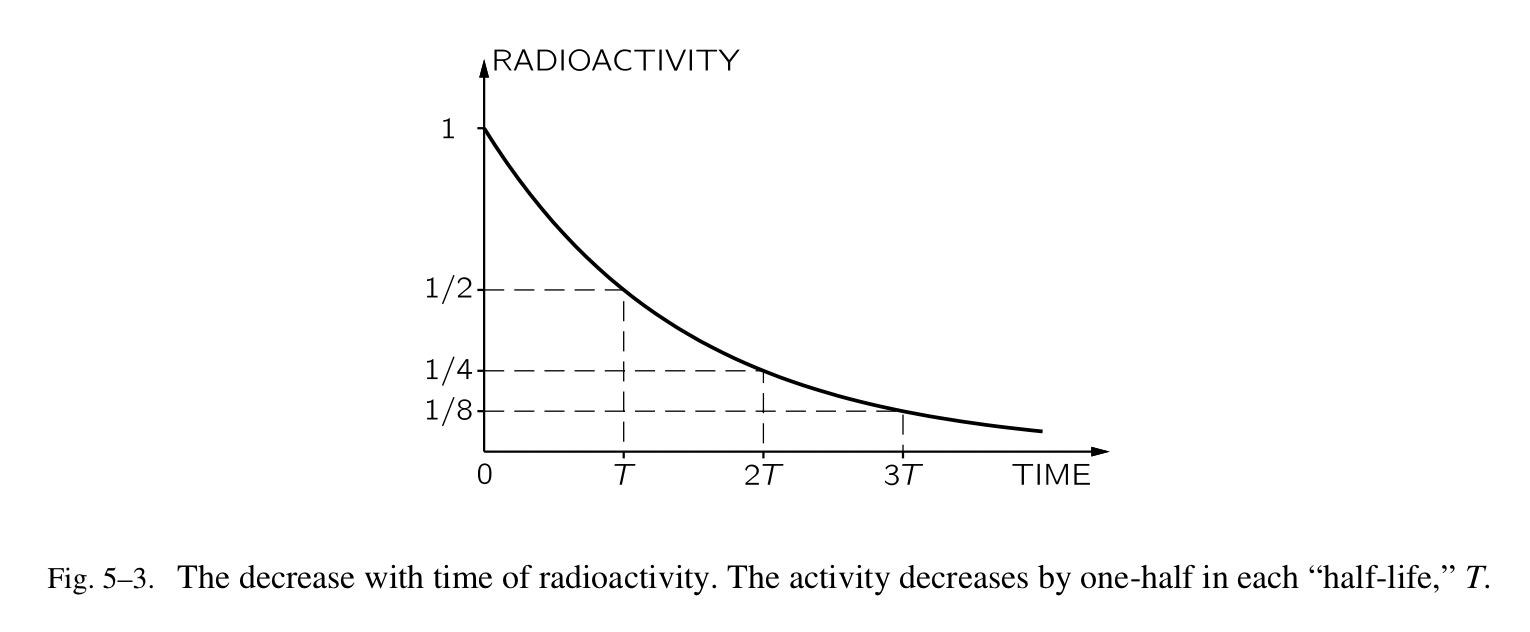 RADIOACTIVITY
1
1/2
1/4
1/8
0 T 2T 3T TIME
Fig. 5–3. The decrease with time of radioactivity. The activity decreases by one-half in each “half-life,” T.